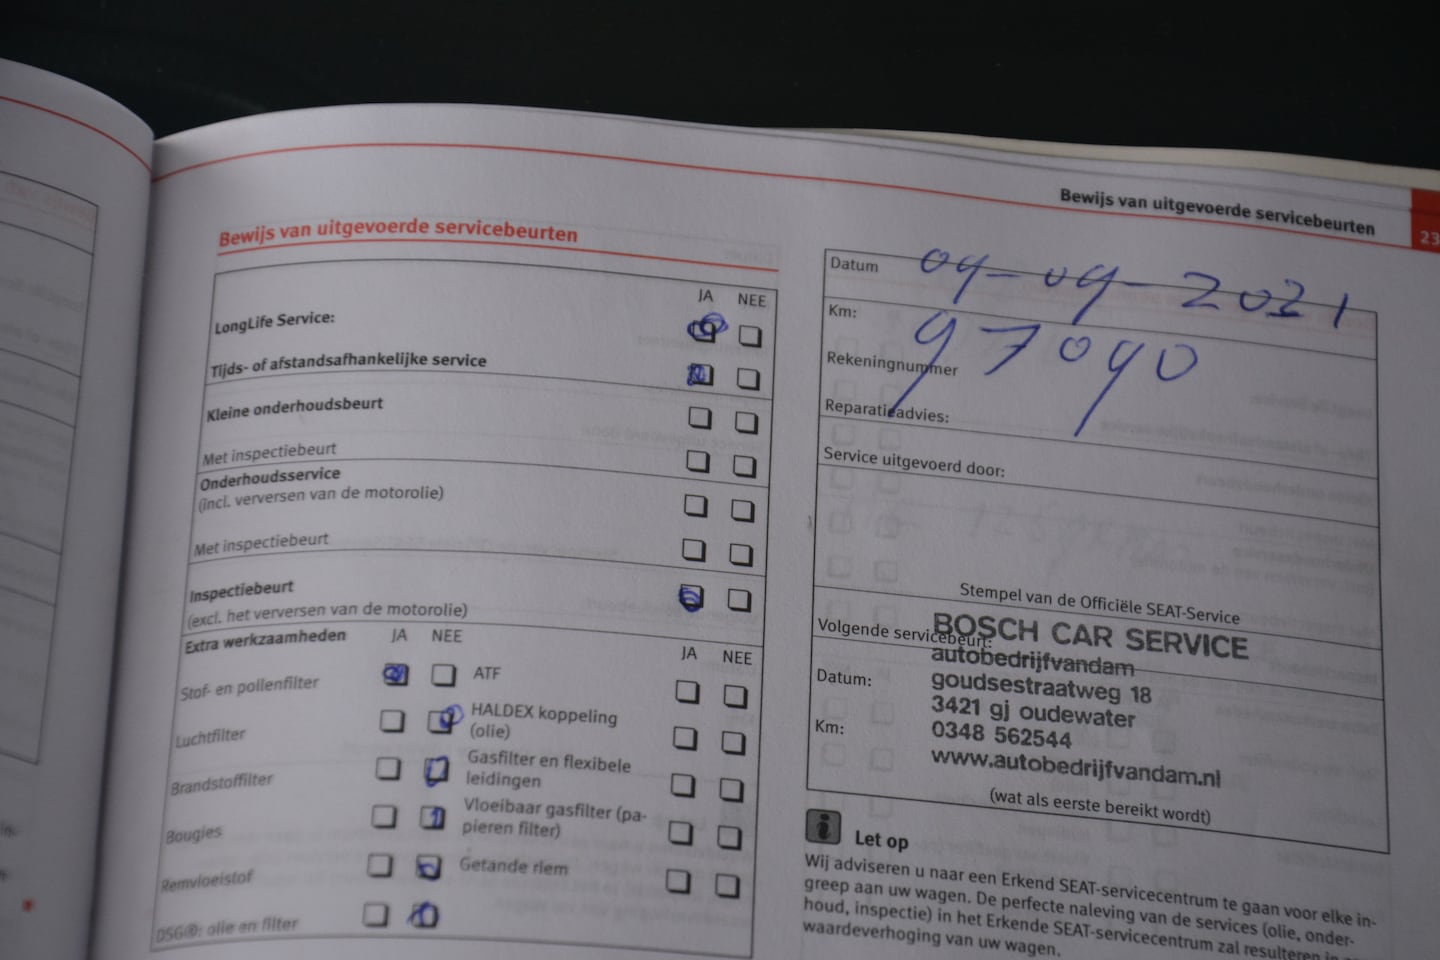 Bewijs van uitgevoerde servicebeurten
23
Bewijs van uitgevoerde servicebeurten
JA NEE
LongLife Service:
Tijds- of afstandsafhankelijke service
Kleine onderhoudsbeurt
Met inspectiebeurt
Onderhoudsservice
(incl. verversen van de motorolie)
Met inspectiebeurt
Inspectiebeurt
(excl. het verversen van de motorolie)
Extra werkzaamheden JA NEE JA NEE
Stof- en pollenfilter ATF
Luchtfilter HALDEX koppeling
(olie)
Brandstoffilter Gasfilter en flexibele
leidingen
Bougies Vloeibaar gasfilter (pa-
pieren filter)
Remvloeistof Getande riem
DSG®: olie en filter
Datum 09-09-2021
Km: 97090
Rekeningnummer
Reparatieadvies:
Service uitgevoerd door:
Stempel van de Officiële SEAT-Service
Volgende servicebeurt:
BOSCH CAR SERVICE
autobedrijfvandam
Datum:
goudsestraatweg 18
3421 gj oudewater
Km:
0348 562544
www.autobedrijfvandam.nl
(wat als eerste bereikt wordt)
Let op
Wij adviseren u naar een Erkend SEAT-servicecentrum te gaan voor elke in-
greep aan uw wagen. De perfecte naleving van de services (olie, onder-
houd, inspectie) in het Erkende SEAT-servicecentrum zal resulteren in
waardeverhoging van uw wagen.